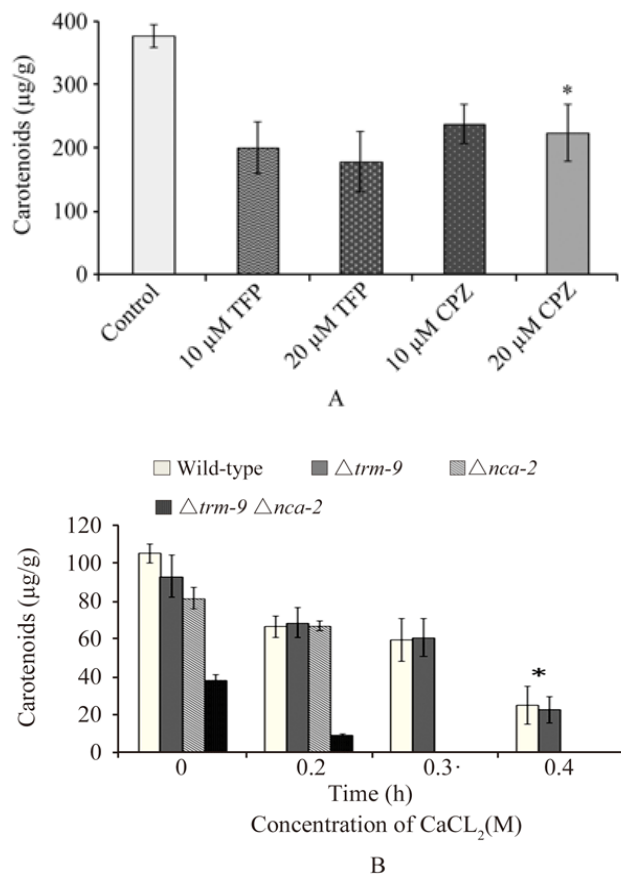 400
300
200
100
0
Carotenoids (μg/g)
*
Control
10 μM TFP
20 μM TFP
10 μM CPZ
20 μM CPZ
A
Wild-type △trm-9 △nca-2
△trm-9 △nca-2
120
100
80
60
40
20
0
Carotenoids (μg/g)
*
0 0.2 0.3· 0.4
Time (h)
Concentration of CaCL2(M)
B